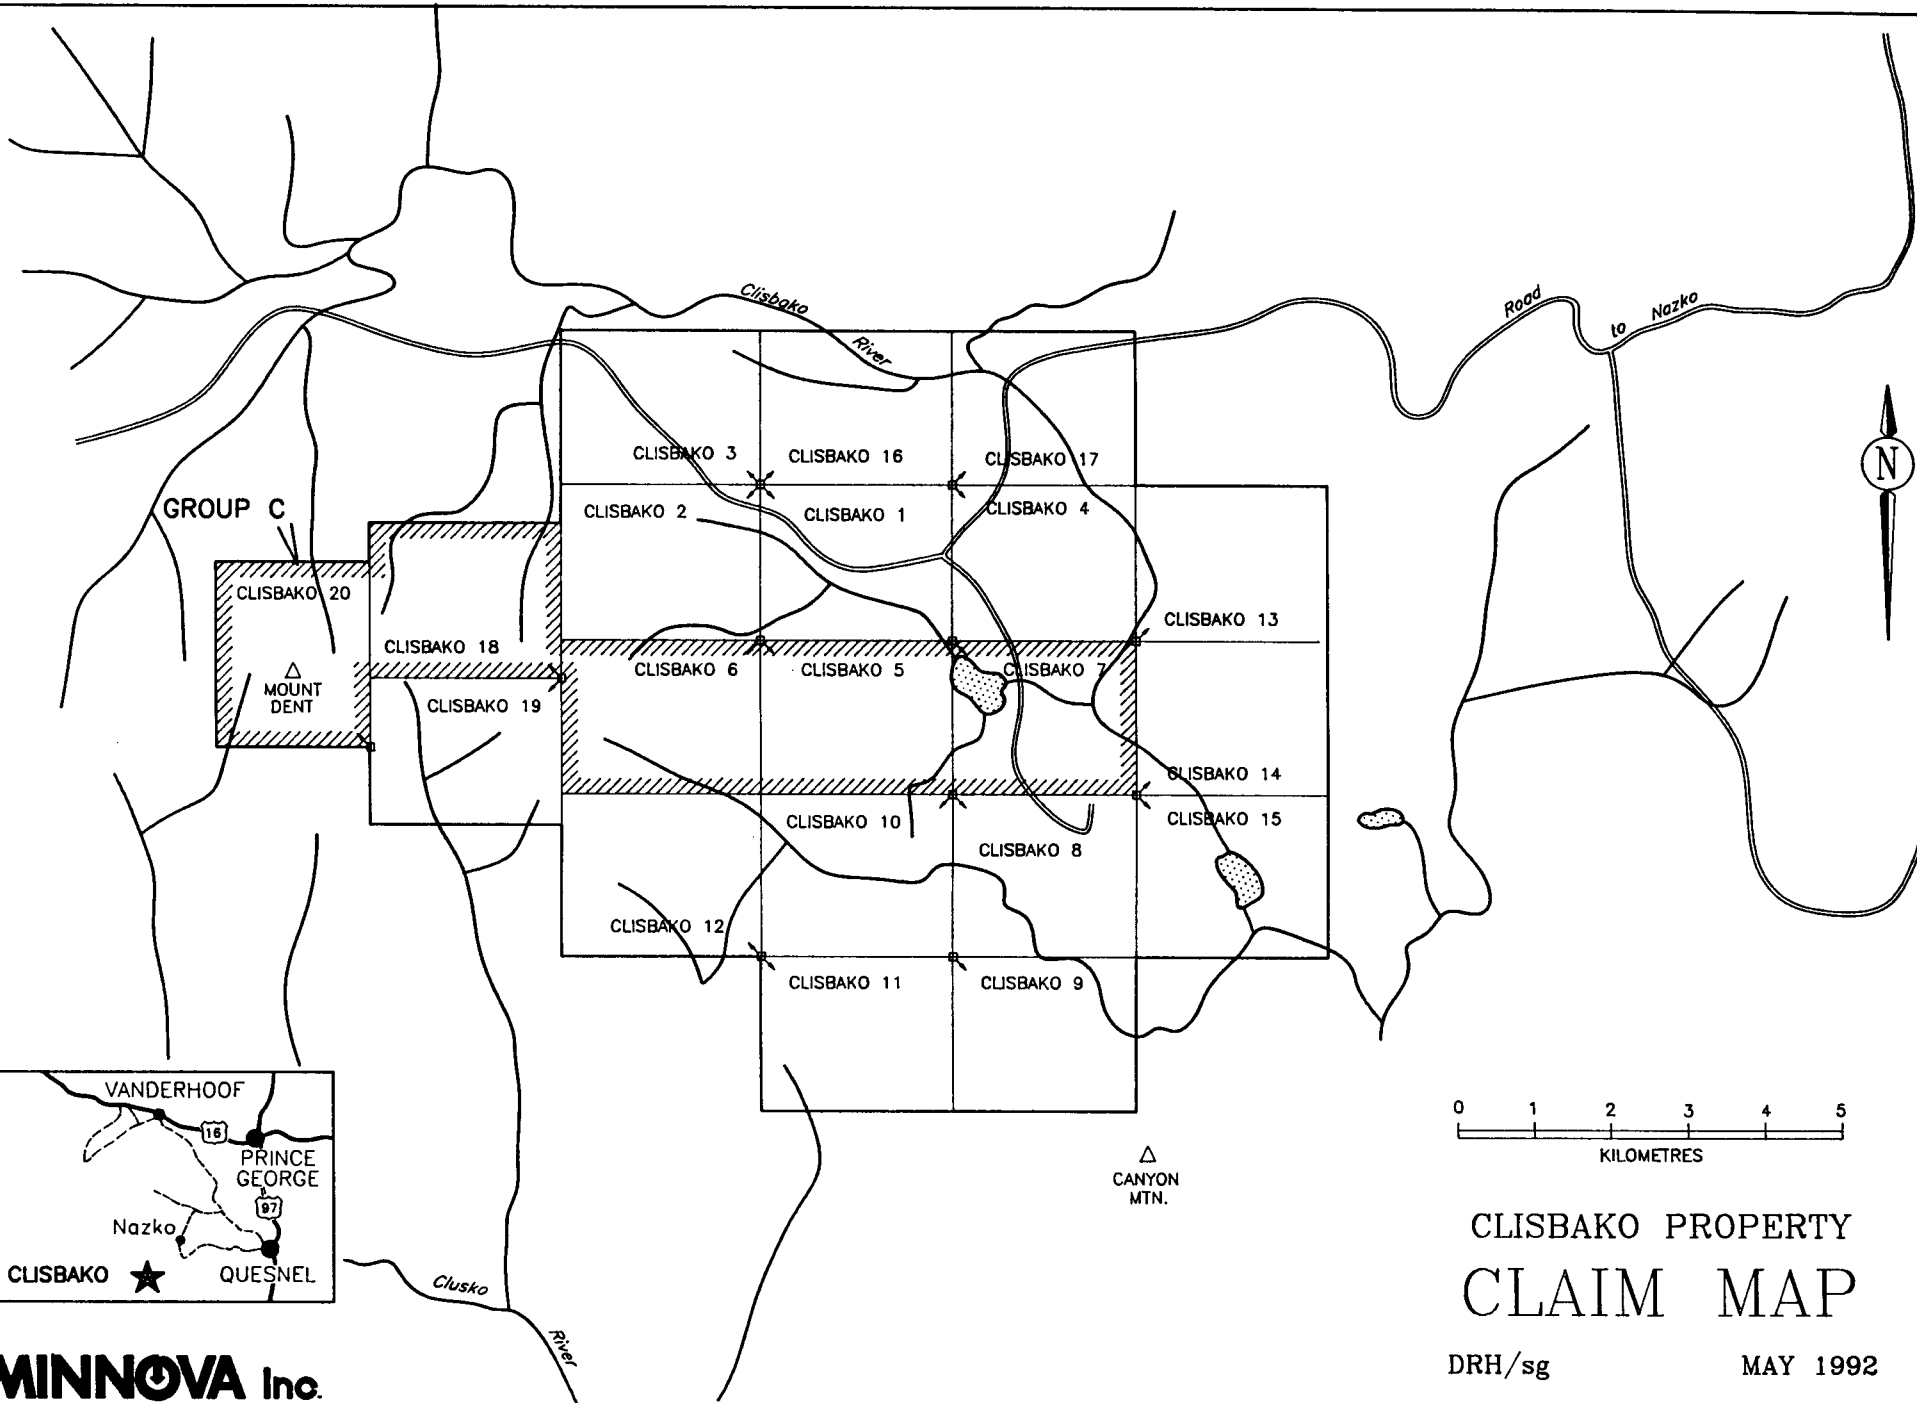 Clisbako
River
Road
to
Nazko
CLISBAKO 3
CLISBAKO 16
CLISBAKO 17
N
GROUP C
CLISBAKO 2
CLISBAKO 1
CLISBAKO 4
CLISBAKO 20
CLISBAKO 13
CLISBAKO 18
CLISBAKO 6
CLISBAKO 5
CLISBAKO 7
MOUNT
DENT
CLISBAKO 19
CLISBAKO 14
CLISBAKO 10
CLISBAKO 15
CLISBAKO 8
CLISBAKO 12
CLISBAKO 11
CLISBAKO 9
VANDERHOOF
16
PRINCE
GEORGE
97
Nazko
CLISBAKO
QUESNEL
CANYON
MTN.
0 1 2 3 4 5
KILOMETRES
Clusko
River
CLISBAKO PROPERTY
CLAIM MAP
DRH/sg MAY 1992
MINNOVA Inc.